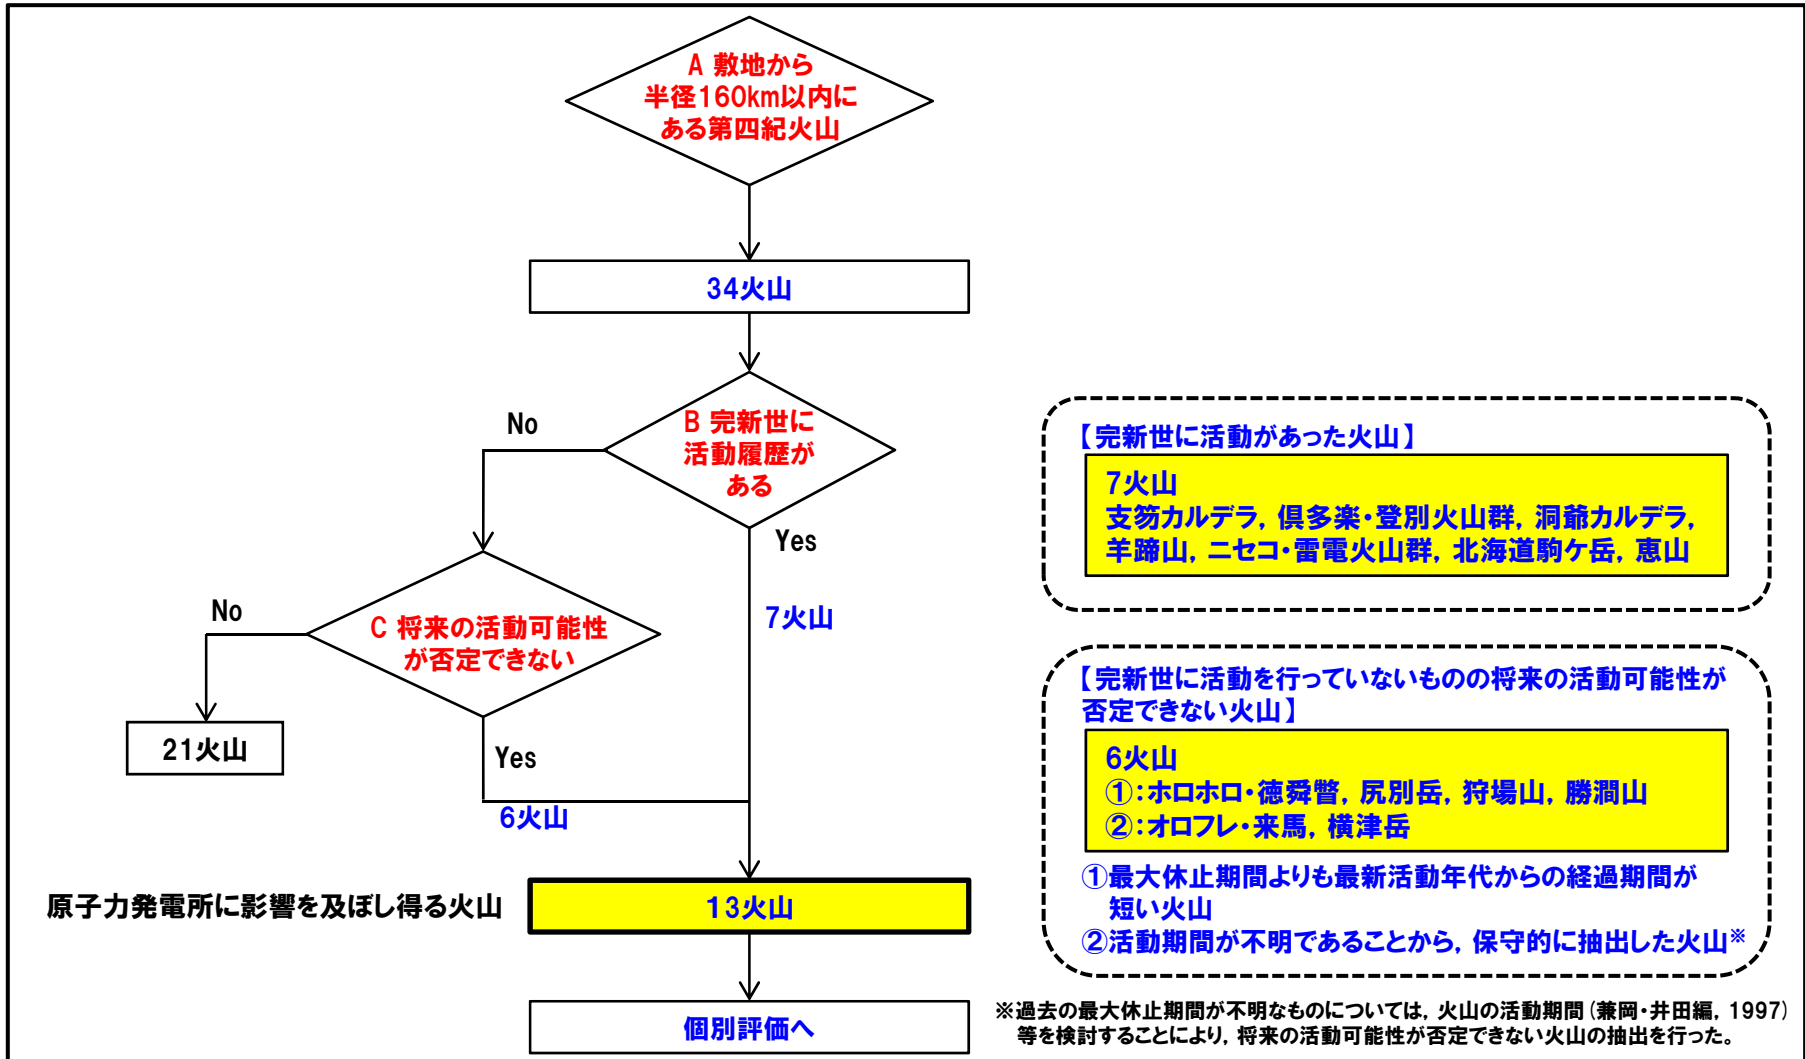 A 敷地から
半径160km以内に
ある第四紀火山
34火山
B 完新世に
活動履歴が
ある
No
Yes
7火山
C 将来の活動可能性
が否定できない
No
21火山
Yes
6火山
原子力発電所に影響を及ぼし得る火山
13火山
個別評価へ
【完新世に活動があった火山】
7火山
支笏カルデラ，倶多楽・登別火山群，洞爺カルデラ，
羊蹄山，ニセコ・雷電火山群，北海道駒ケ岳，恵山
【完新世に活動を行っていないものの将来の活動可能性が
否定できない火山】
6火山
①：ホロホロ・徳舜瞥，尻別岳，狩場山，勝澗山
②：オロフレ・来馬，横津岳
①最大休止期間よりも最新活動年代からの経過期間が
短い火山
②活動期間が不明であることから，保守的に抽出した火山※
※過去の最大休止期間が不明なものについては，火山の活動期間（兼岡・井田編，1997）
等を検討することにより，将来の活動可能性が否定できない火山の抽出を行った。